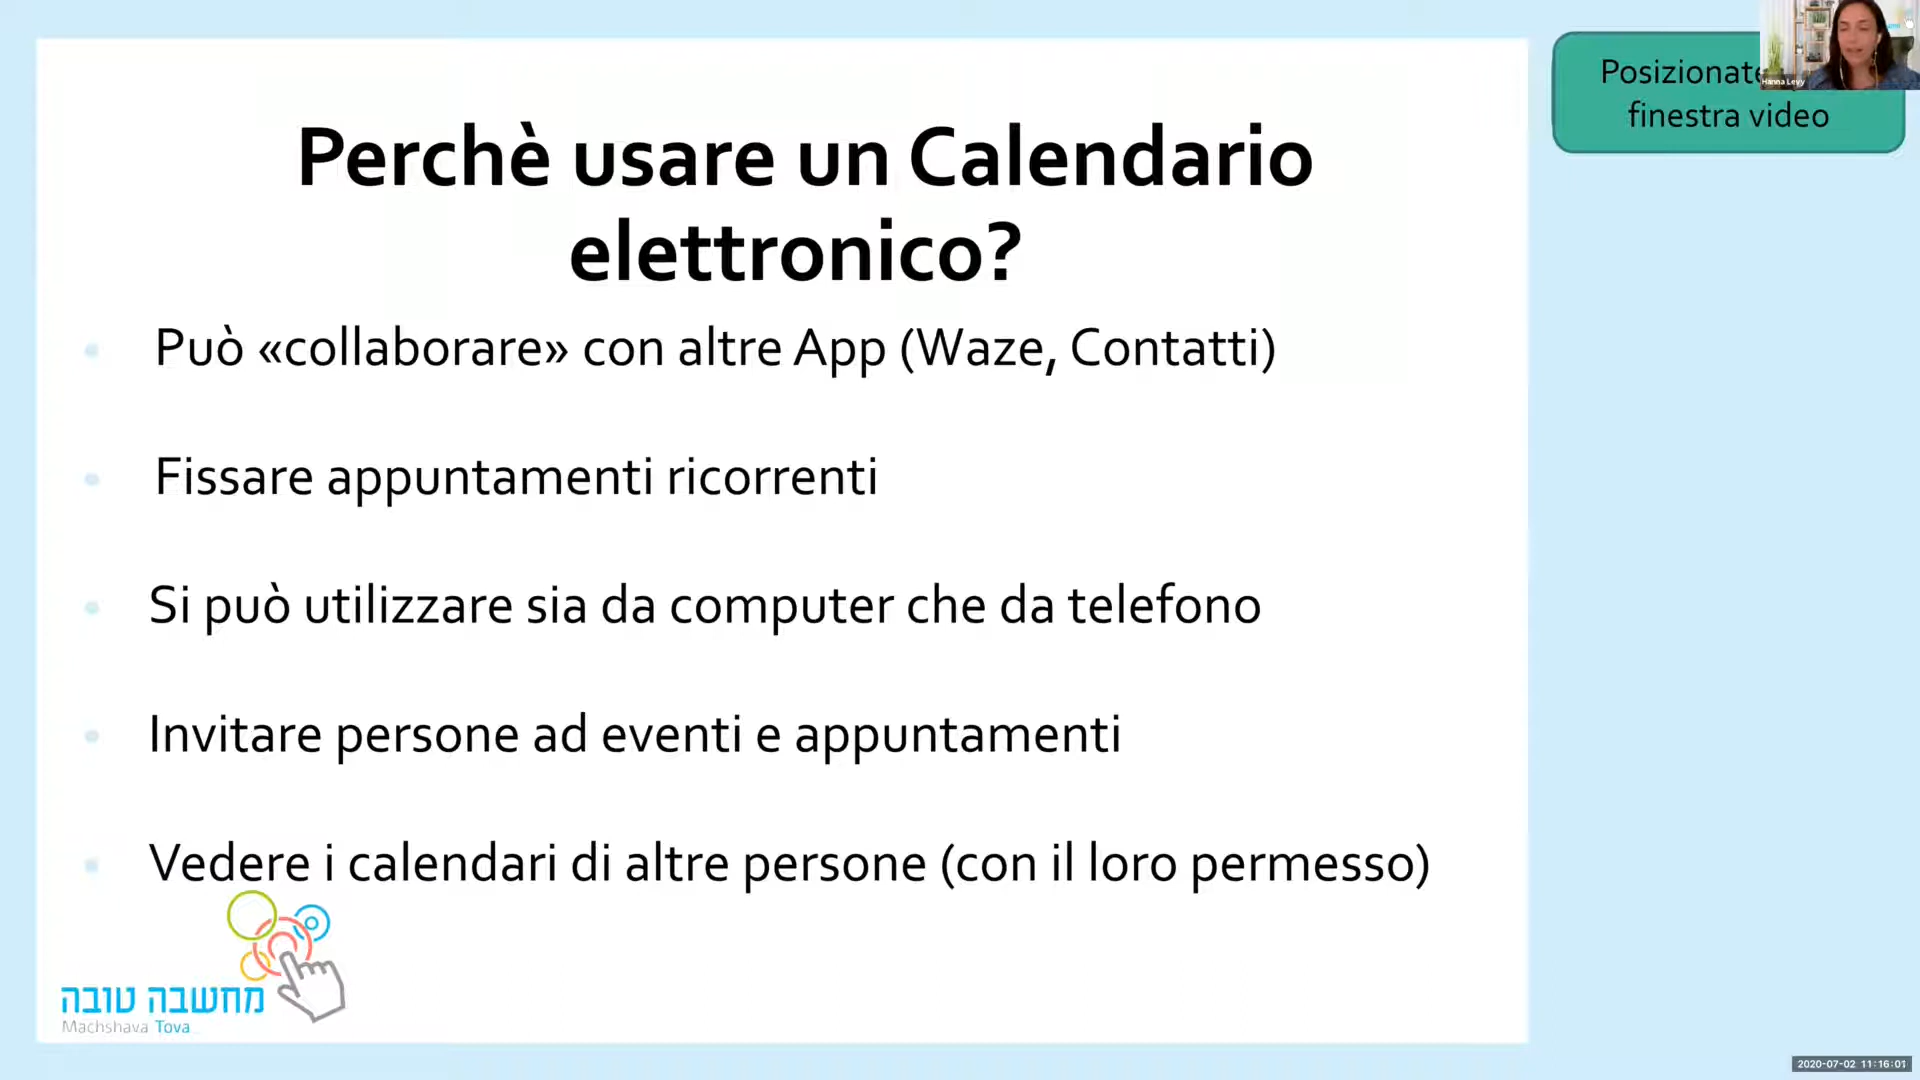 Perchè usare un Calendario
elettronico?
Può «collaborare» con altre App (Waze, Contatti)
Fissare appuntamenti ricorrenti
Si può utilizzare sia da computer che da telefono
Invitare persone ad eventi e appuntamenti
Vedere i calendari di altre persone (con il loro permesso)
מחשבה טובה
Machshava Tova
Posizionate
finestra video
Hanna Levy
2020-07-02 11:16:01